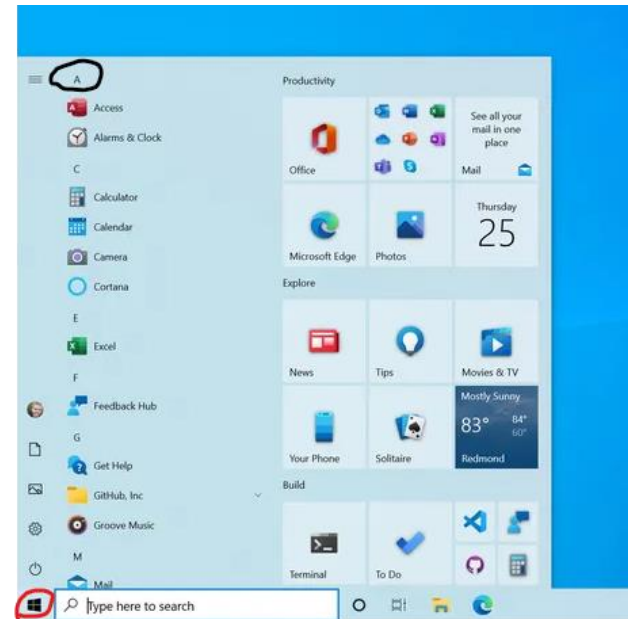 A
Access
Alarms & Clock
C
Calculator
Calendar
Camera
Cortana
E
Excel
F
Feedback Hub
G
Get Help
GitHub, Inc
Groove Music
M
Mail
Productivity
Office
See all your
mail in one
place
Mail
Microsoft Edge
Photos
Thursday
25
Explore
News
Tips
Movies & TV
Your Phone
Solitaire
Mostly Sunny
83°
84°
60°
Redmond
Build
Terminal
To Do
Type here to search